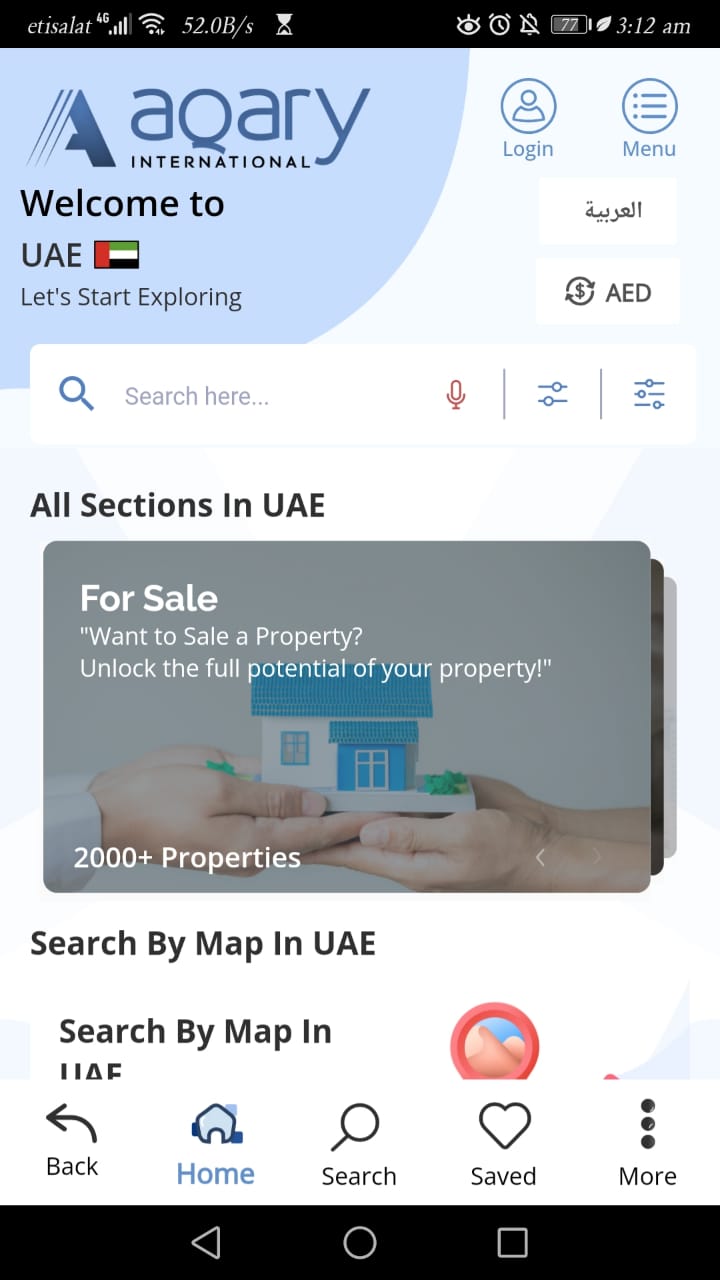 etisalat 4G 52.0B/s 77 3:12 am
aqary
INTERNATIONAL
Login
Menu
Welcome to
العربية
UAE
AED
Let's Start Exploring
Search here...
All Sections In UAE
For Sale
"Want to Sale a Property?
Unlock the full potential of your property!"
2000+ Properties
Search By Map In UAE
Search By Map In
UAE
Back
Home
Search
Saved
More